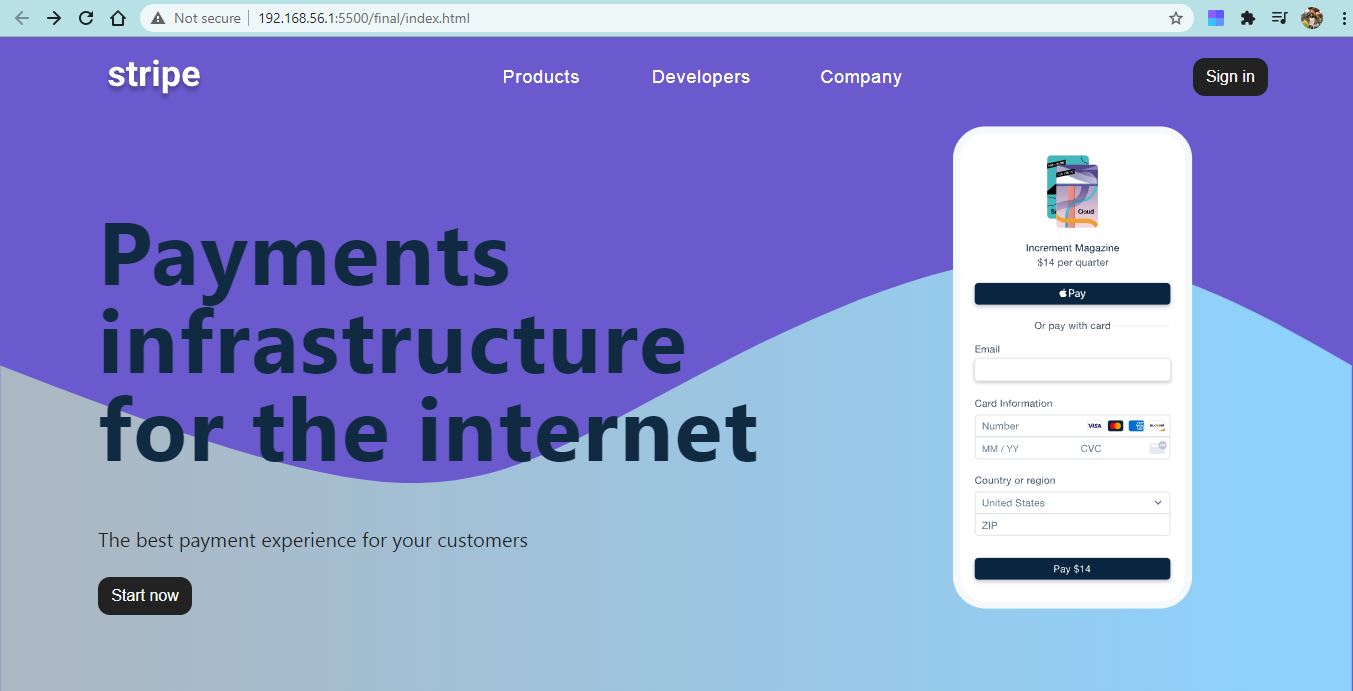 Not secure
192.168.56.1:5500/final/index.html
stripe
Products
Developers
Company
Sign in
Payments
infrastructure
for the internet
The best payment experience for your customers
Start now
Cloud
Increment Magazine
$14 per quarter
Pay
Or pay with card
Email
Card Information
Number
VISA
MM / YY
CVC
Country or region
United States
ZIP
Pay $14